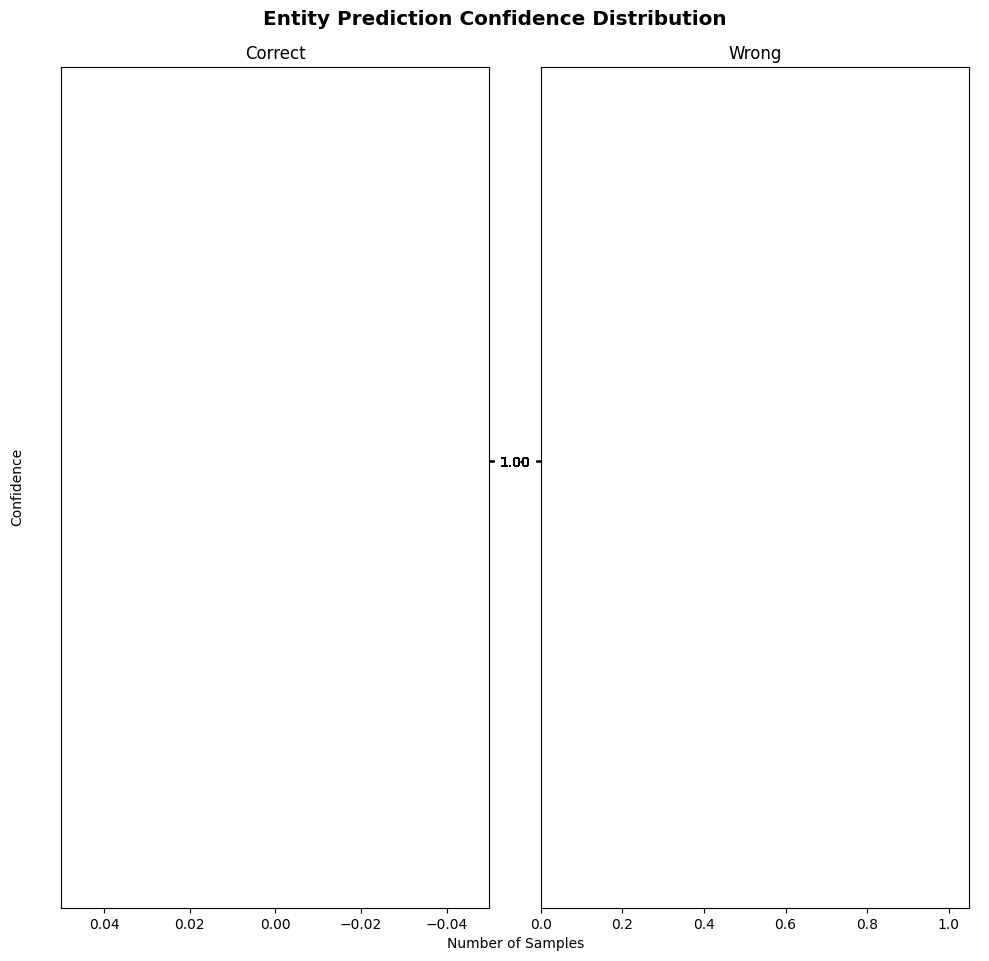 Entity Prediction Confidence Distribution
Correct
Wrong
Confidence
1.00
0.04 0.02 0.00 −0.02 −0.04
0.0 0.2 0.4 0.6 0.8 1.0
Number of Samples